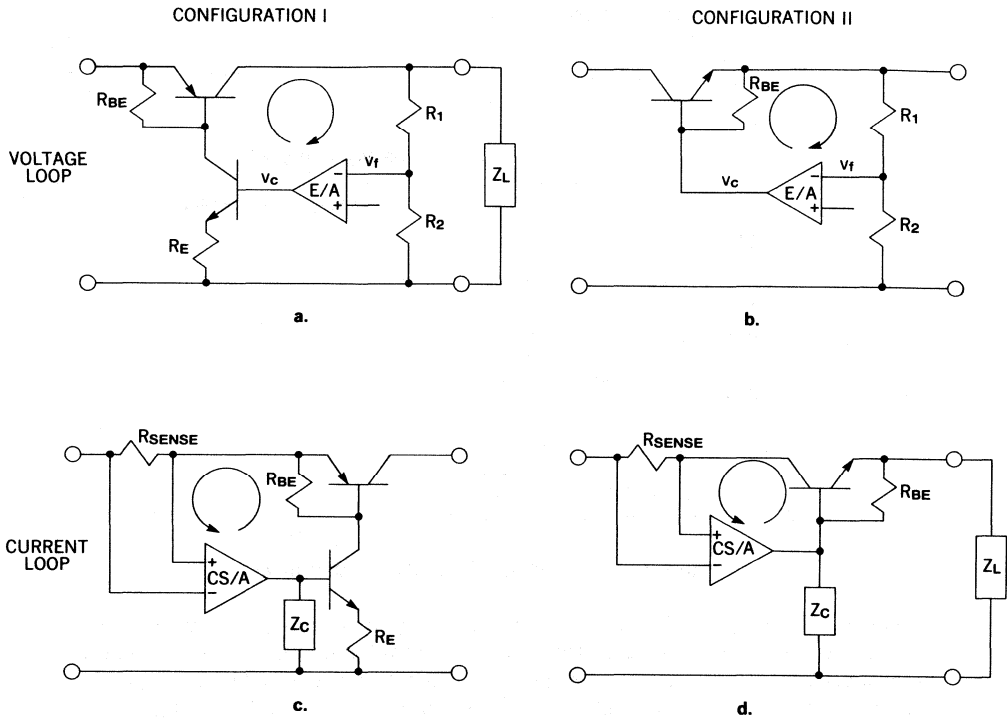 CONFIGURATION I
CONFIGURATION II
VOLTAGE
LOOP
RBE
R1
VC
Vf
E/A
-
+
RE
R2
ZL
a.
RBE
R1
VC
Vf
E/A
-
+
R2
b.
CURRENT
LOOP
RSENSE
RBE
+
CS/A
-
ZC
RE
c.
RSENSE
RBE
+
CS/A
-
ZC
ZL
d.